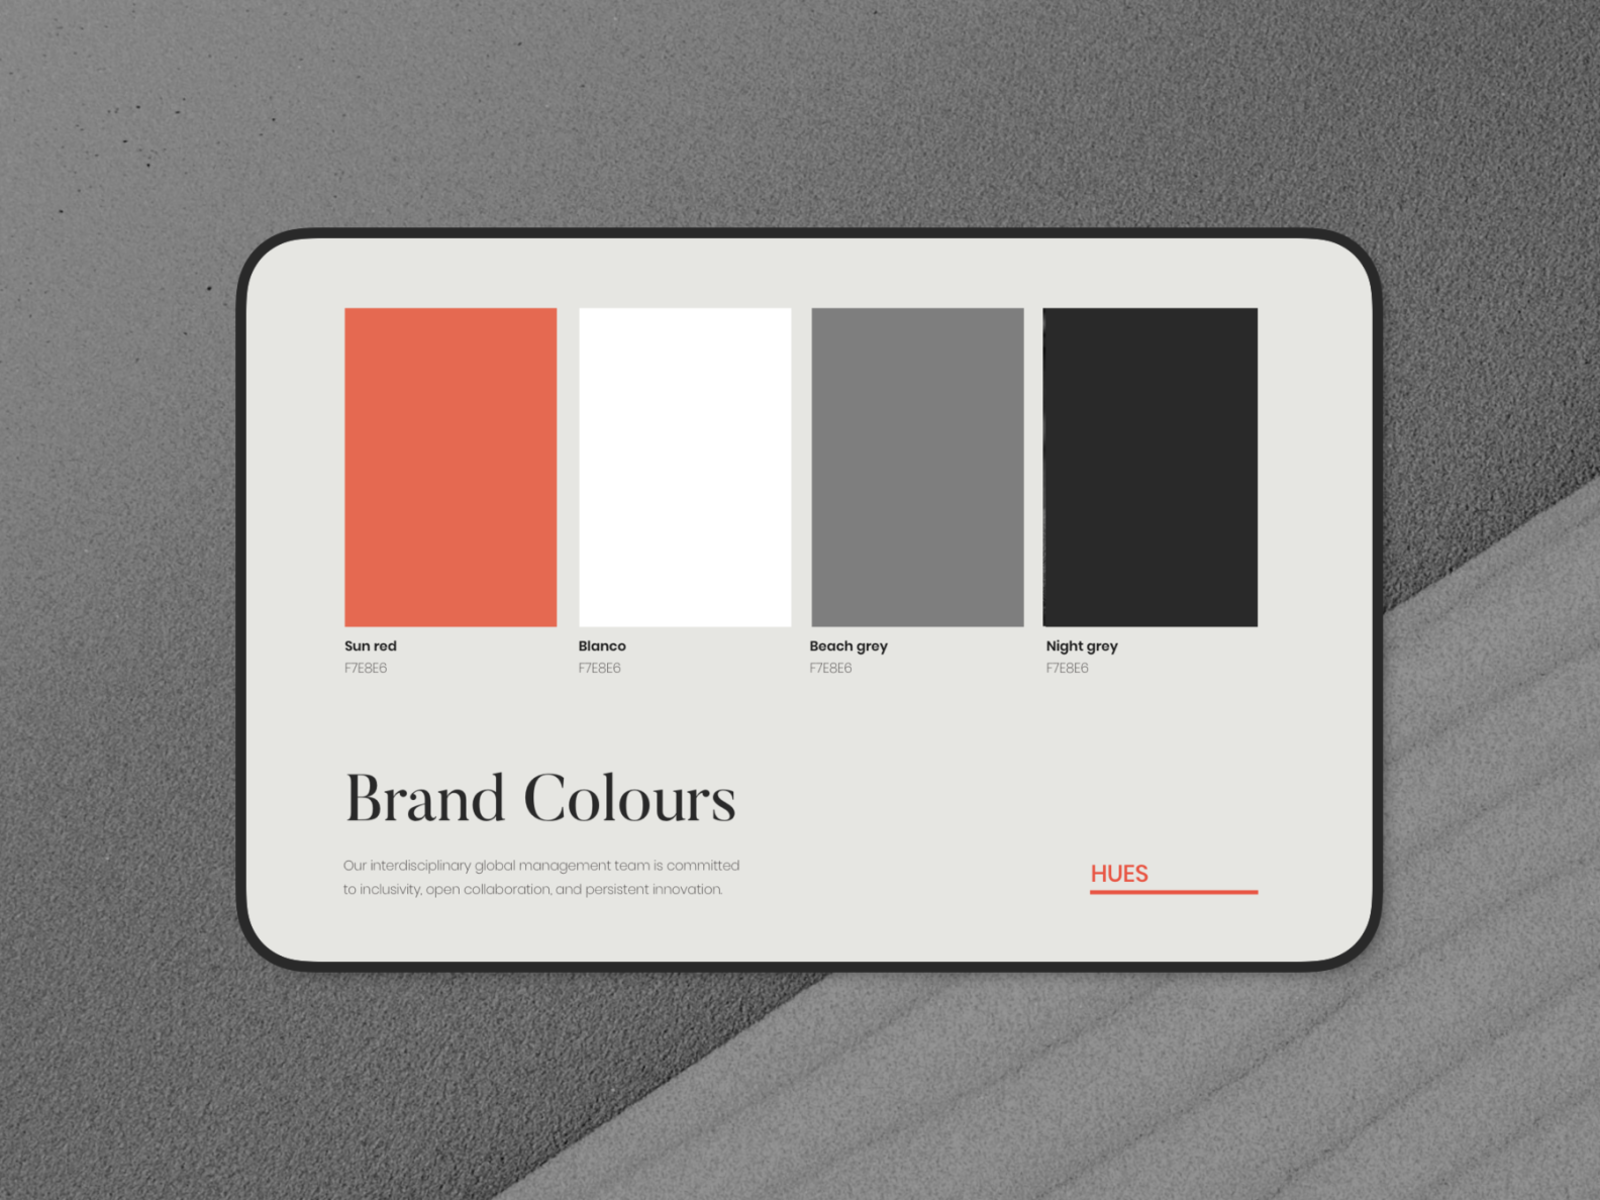 Sun red
F7E8E6
Blanco
F7E8E6
Beach grey
F7E8E6
Night grey
F7E8E6
Brand Colours
Our interdisciplinary global management team is committed
to inclusivity, open collaboration, and persistent innovation.
HUES